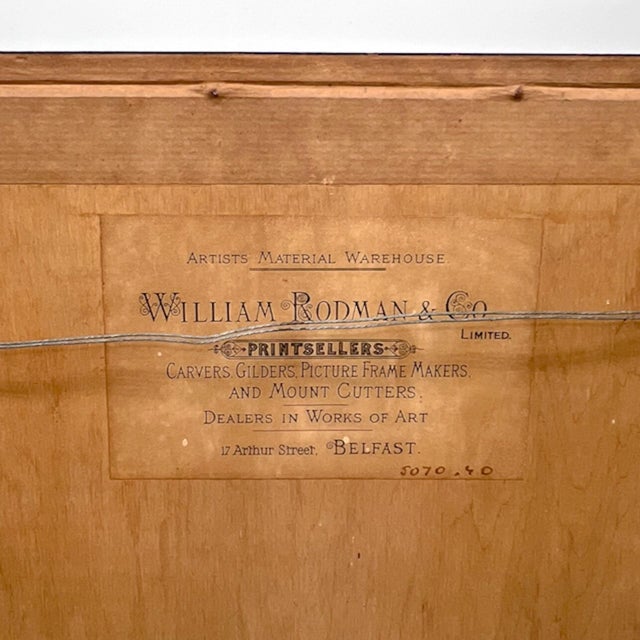 ARTISTS MATERIAL WAREHOUSE.
WILLIAM RODMAN & CO
LIMITED.
PRINTSELLERS
CARVERS, GILDERS, PICTURE FRAME MAKERS,
AND MOUNT CUTTERS,
DEALERS IN WORKS OF ART
17 Arthur Street, BELFAST.
5070.40